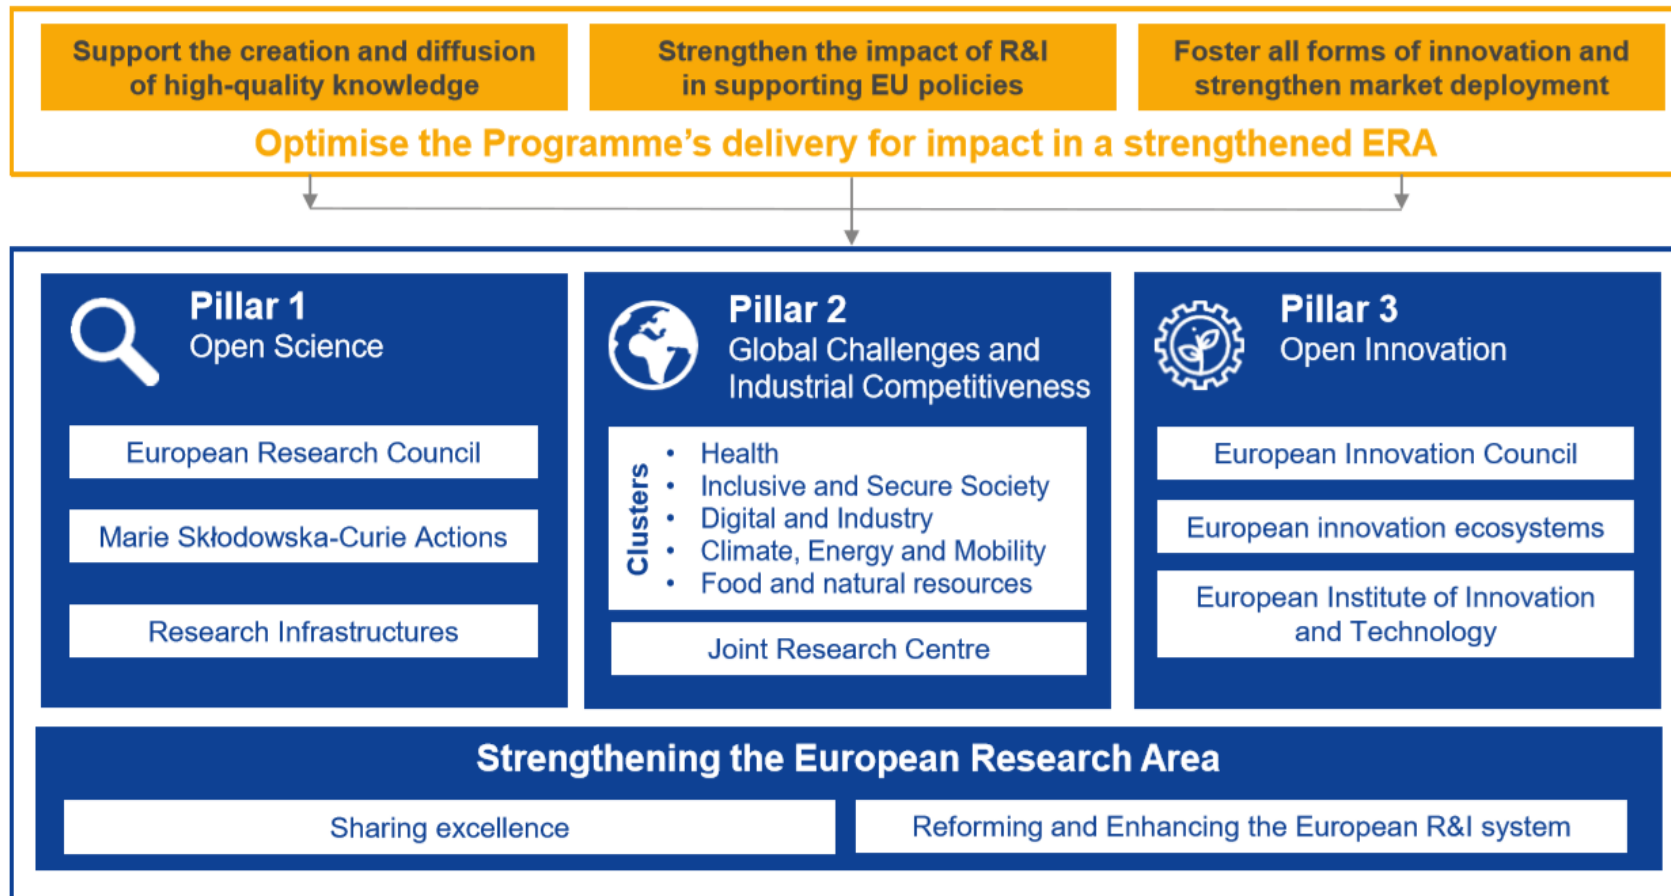 Support the creation and diffusion
of high-quality knowledge
Strengthen the impact of R&I
in supporting EU policies
Foster all forms of innovation and
strengthen market deployment
Optimise the Programme’s delivery for impact in a strengthened ERA
Pillar 1
Open Science
European Research Council
Marie Skłodowska-Curie Actions
Research Infrastructures
Pillar 2
Global Challenges and
Industrial Competitiveness
Clusters
• Health
• Inclusive and Secure Society
• Digital and Industry
• Climate, Energy and Mobility
• Food and natural resources
Joint Research Centre
Pillar 3
Open Innovation
European Innovation Council
European innovation ecosystems
European Institute of Innovation
and Technology
Strengthening the European Research Area
Sharing excellence
Reforming and Enhancing the European R&I system